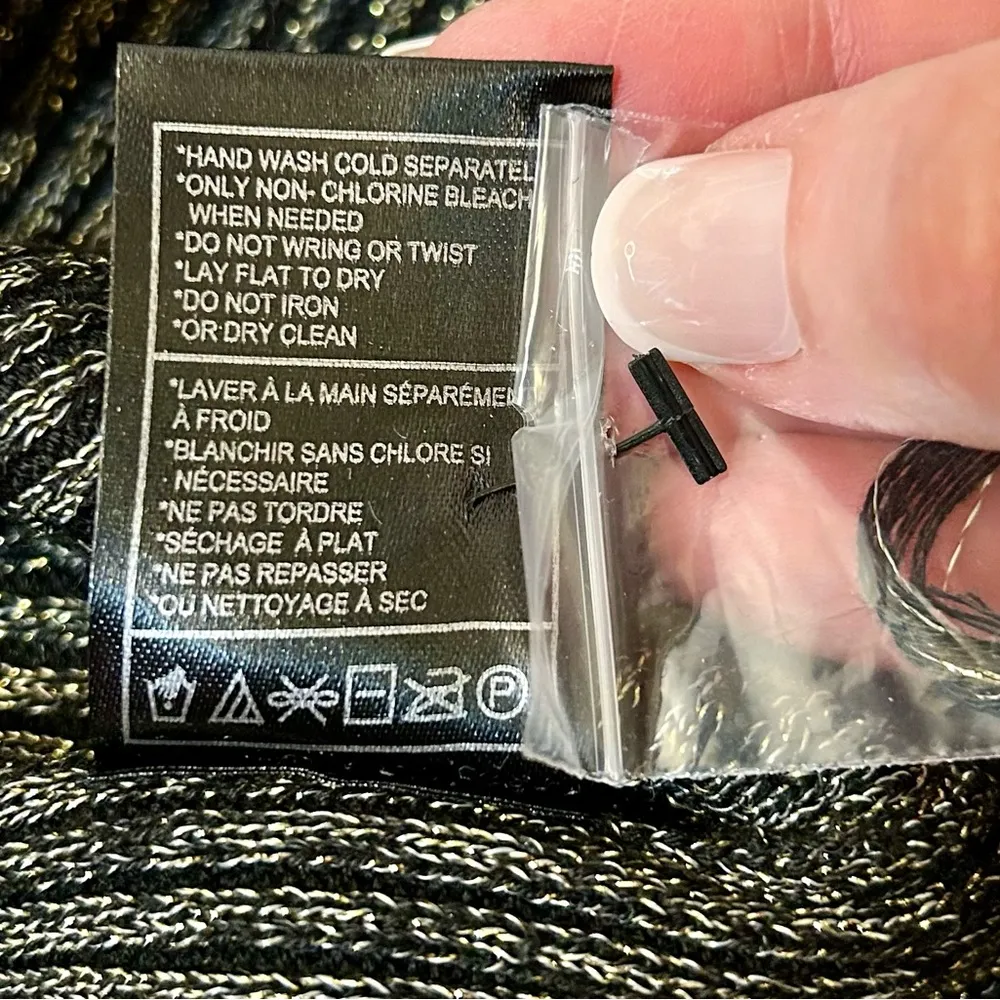 *HAND WASH COLD SEPARATEL
*ONLY NON- CHLORINE BLEACH
WHEN NEEDED
*DO NOT WRING OR TWIST
*LAY FLAT TO DRY
*DO NOT IRON
*OR DRY CLEAN
*LAVER À LA MAIN SÉPARÉMEN
À FROID
*BLANCHIR SANS CHLORE SI
NÉCESSAIRE
*NE PAS TORDRE
*SÉCHAGE À PLAT
*NE PAS REPASSER
*OU NETTOYAGE À SEC
P